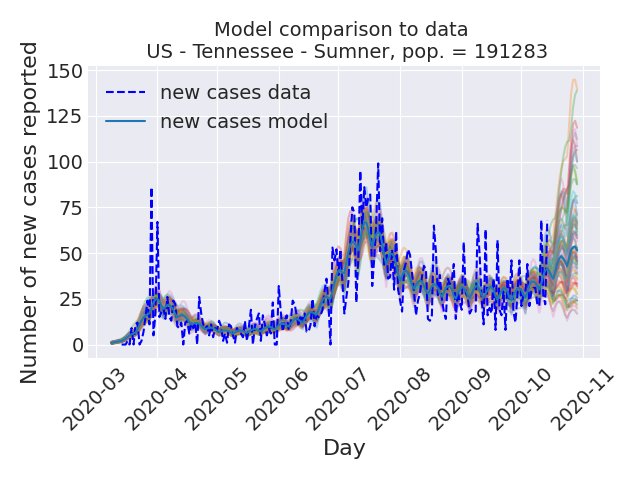 Model comparison to data
US - Tennessee - Sumner, pop. = 191283
Number of new cases reported
150
125
100
75
50
25
0
new cases data
new cases model
2020-03
2020-04
2020-05
2020-06
2020-07
2020-08
2020-09
2020-10
2020-11
Day